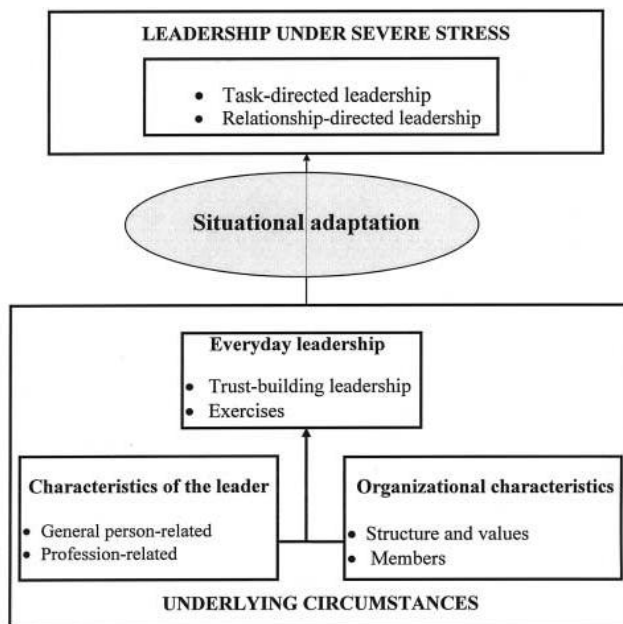 LEADERSHIP UNDER SEVERE STRESS
• Task-directed leadership
• Relationship-directed leadership
Situational adaptation
Everyday leadership
• Trust-building leadership
• Exercises
Characteristics of the leader
• General person-related
• Profession-related
Organizational characteristics
• Structure and values
• Members
UNDERLYING CIRCUMSTANCES